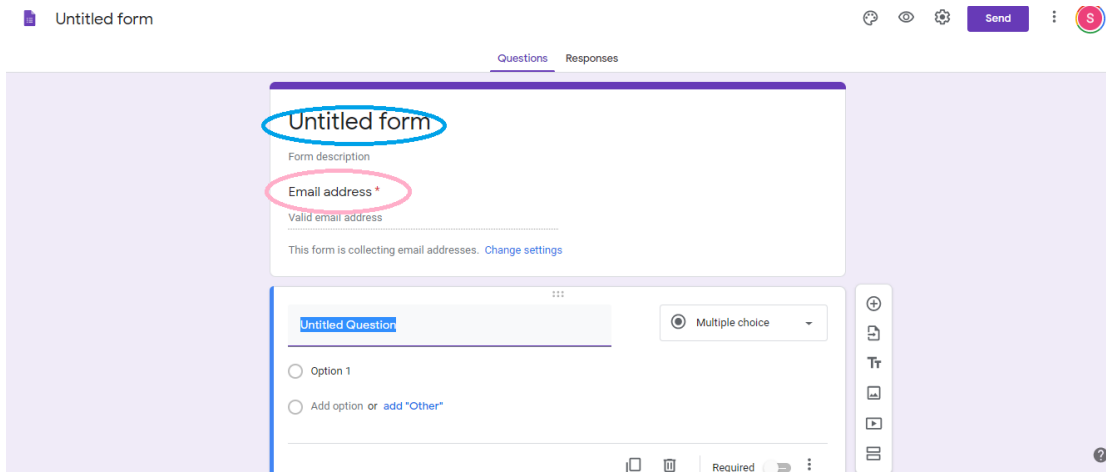 Untitled form
Send
S
Questions Responses
Untitled form
Form description
Email address *
Valid email address
This form is collecting email addresses. Change settings
Untitled Question
Multiple choice
Option 1
Add option or add "Other"
Required